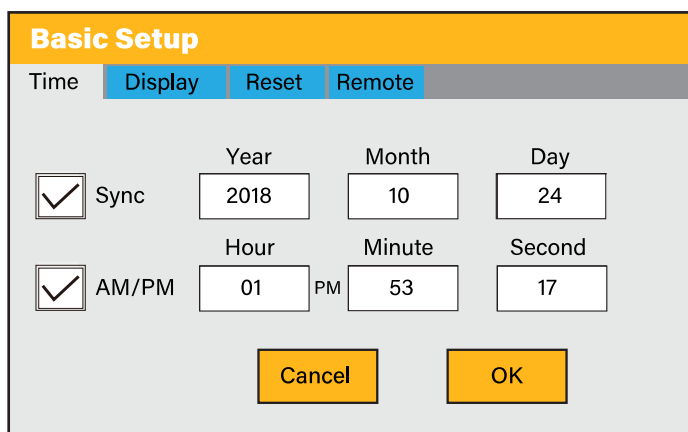 Basic Setup
Time Display Reset Remote
Year Month Day
Sync 2018 10 24
Hour Minute Second
AM/PM 01 PM 53 17
Cancel OK